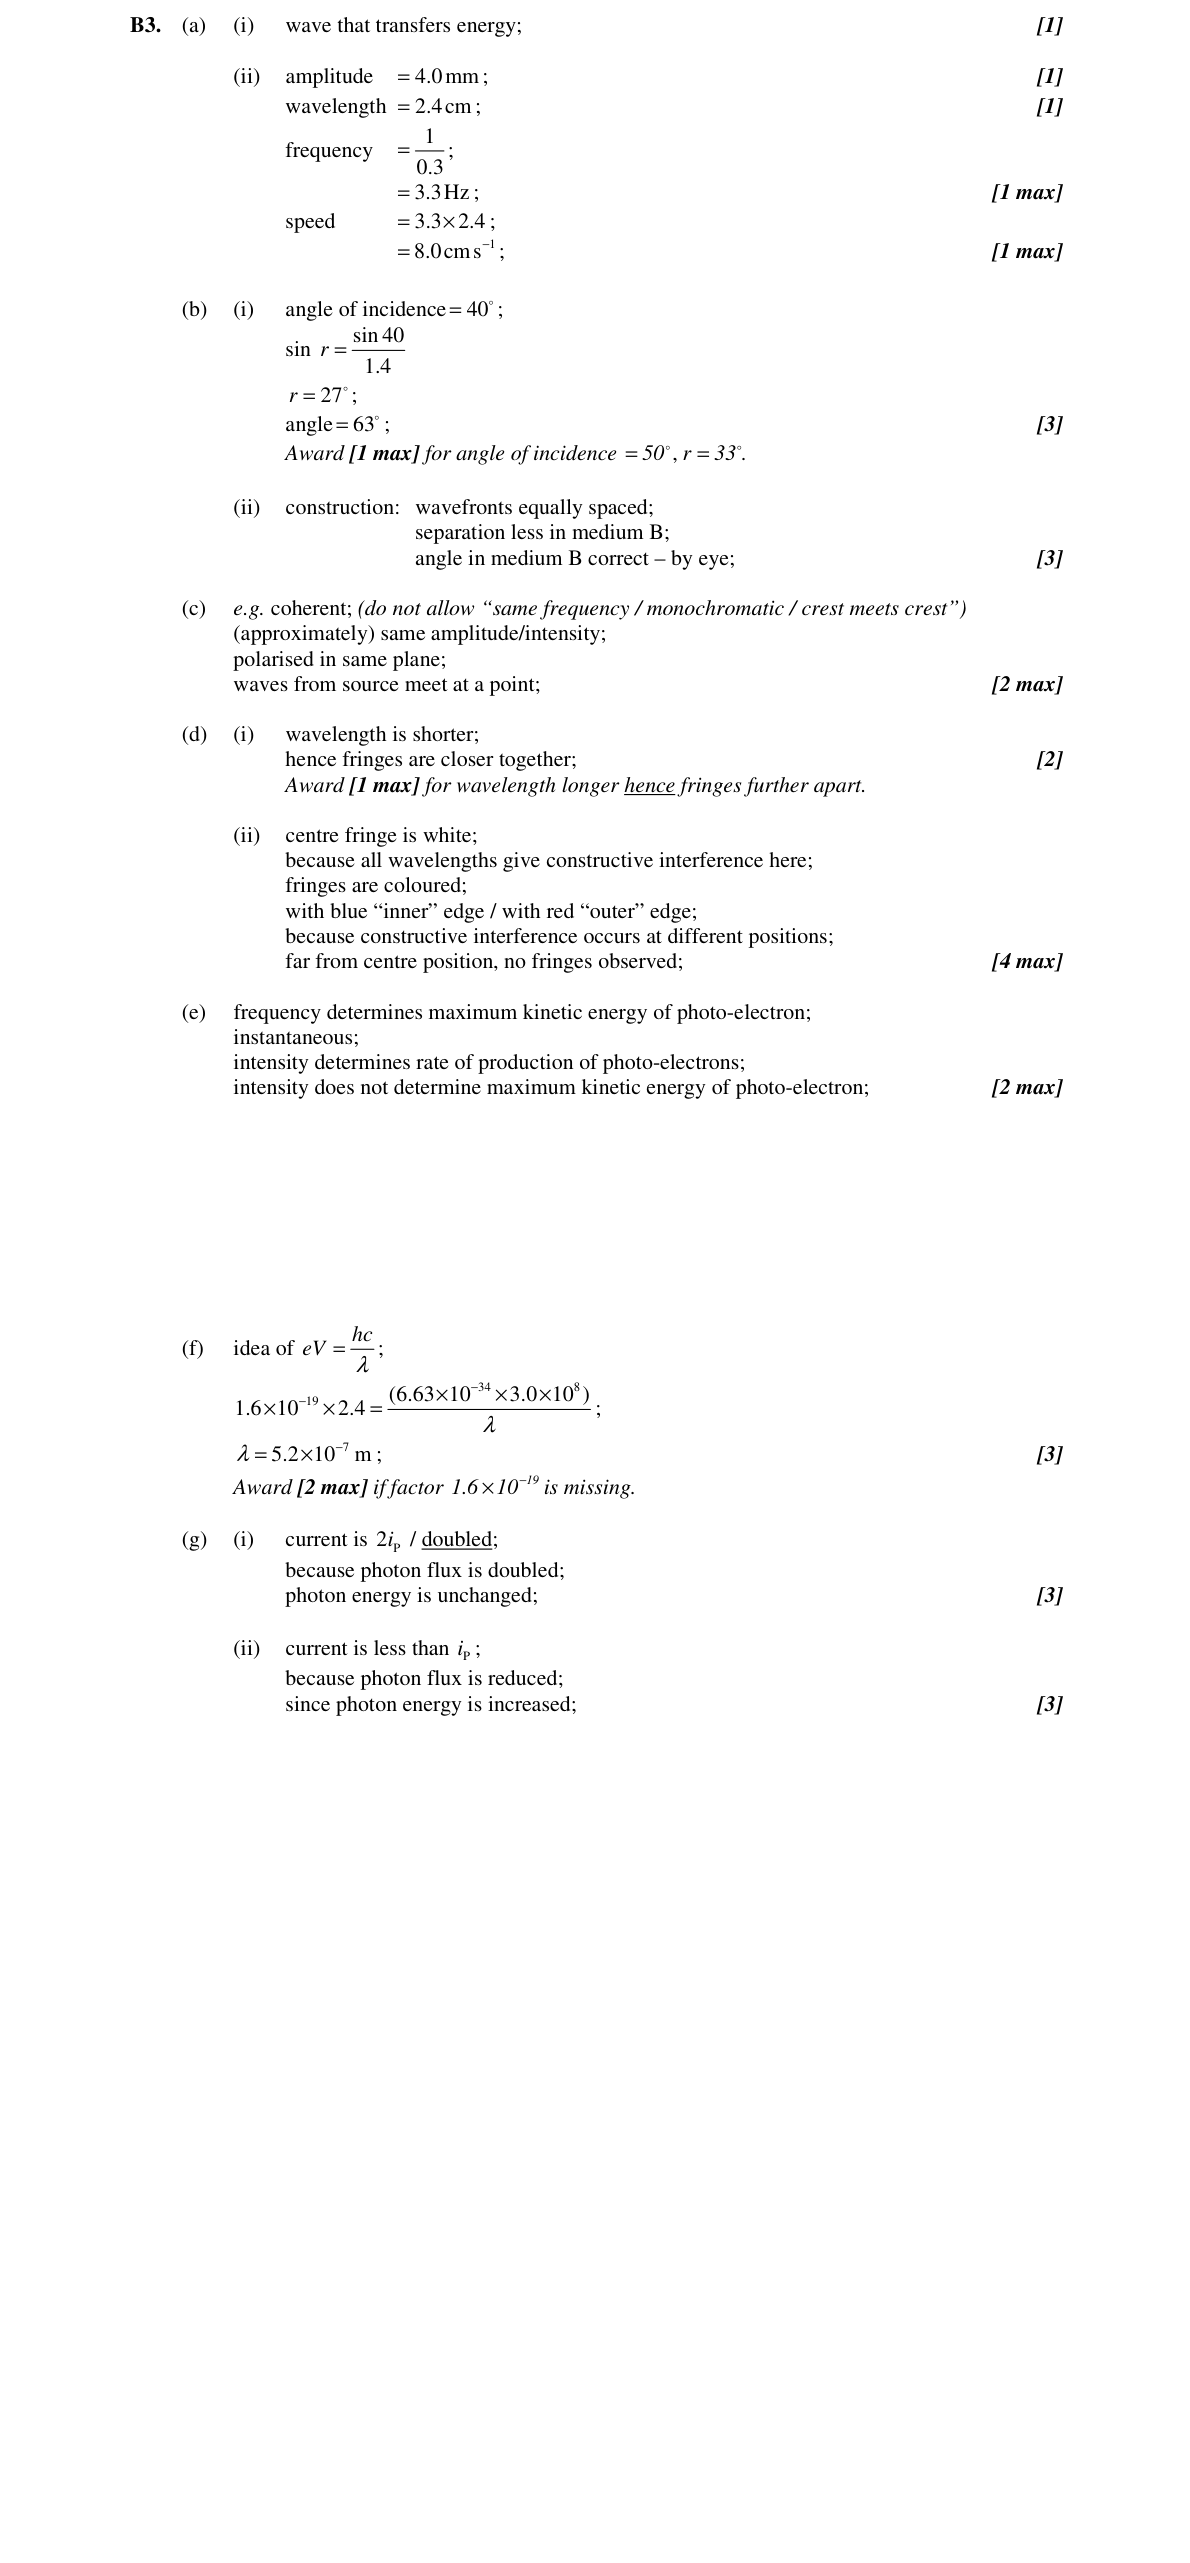 B3. (a) (i) wave that transfers energy; [1]
(ii) amplitude = 4.0 mm ; [1]
wavelength = 2.4 cm ; [1]
frequency = 1/0.3 ;
= 3.3 Hz ; [1 max]
speed = 3.3×2.4 ;
= 8.0 cm s⁻¹ ; [1 max]
(b) (i) angle of incidence = 40° ;
sin r = sin 40/1.4
r = 27° ;
angle = 63° ; [3]
Award [1 max] for angle of incidence = 50°, r = 33°.
(ii) construction: wavefronts equally spaced;
separation less in medium B;
angle in medium B correct – by eye; [3]
(c) e.g. coherent; (do not allow “same frequency / monochromatic / crest meets crest”)
(approximately) same amplitude/intensity;
polarised in same plane;
waves from source meet at a point; [2 max]
(d) (i) wavelength is shorter;
hence fringes are closer together; [2]
Award [1 max] for wavelength longer hence fringes further apart.
(ii) centre fringe is white;
because all wavelengths give constructive interference here;
fringes are coloured;
with blue “inner” edge / with red “outer” edge;
because constructive interference occurs at different positions;
far from centre position, no fringes observed; [4 max]
(e) frequency determines maximum kinetic energy of photo-electron;
instantaneous;
intensity determines rate of production of photo-electrons;
intensity does not determine maximum kinetic energy of photo-electron; [2 max]
(f) idea of eV = hc/λ ;
1.6×10⁻¹⁹ ×2.4 = (6.63×10⁻³⁴ ×3.0×10⁸)/λ ;
λ = 5.2×10⁻⁷ m ; [3]
Award [2 max] if factor 1.6×10⁻¹⁹ is missing.
(g) (i) current is 2iₚ / doubled;
because photon flux is doubled;
photon energy is unchanged; [3]
(ii) current is less than iₚ ;
because photon flux is reduced;
since photon energy is increased; [3]